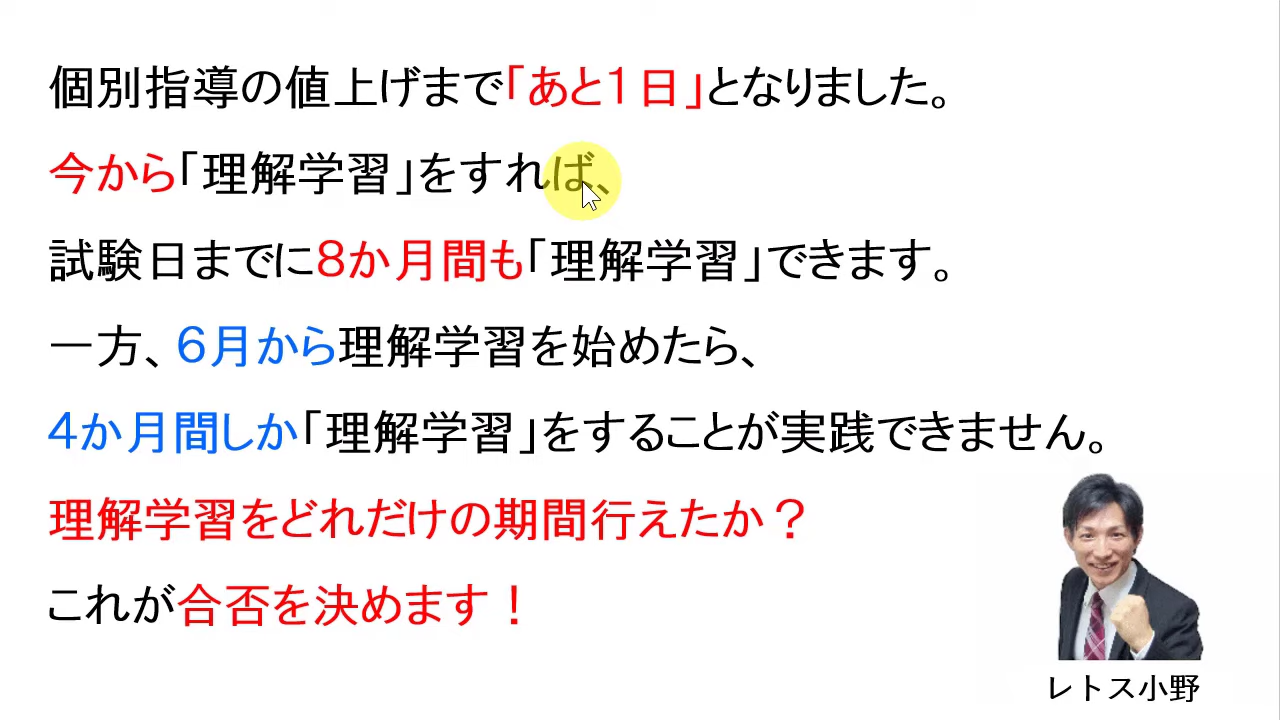 個別指導の値上げまで「あと１日」となりました。
今から「理解学習」をすれば、
試験日までに８か月間も「理解学習」できます。
一方、６月から理解学習を始めたら、
４か月間しか「理解学習」をすることが実践できません。
理解学習をどれだけの期間行えたか？
これが合否を決めます！
レトス小野